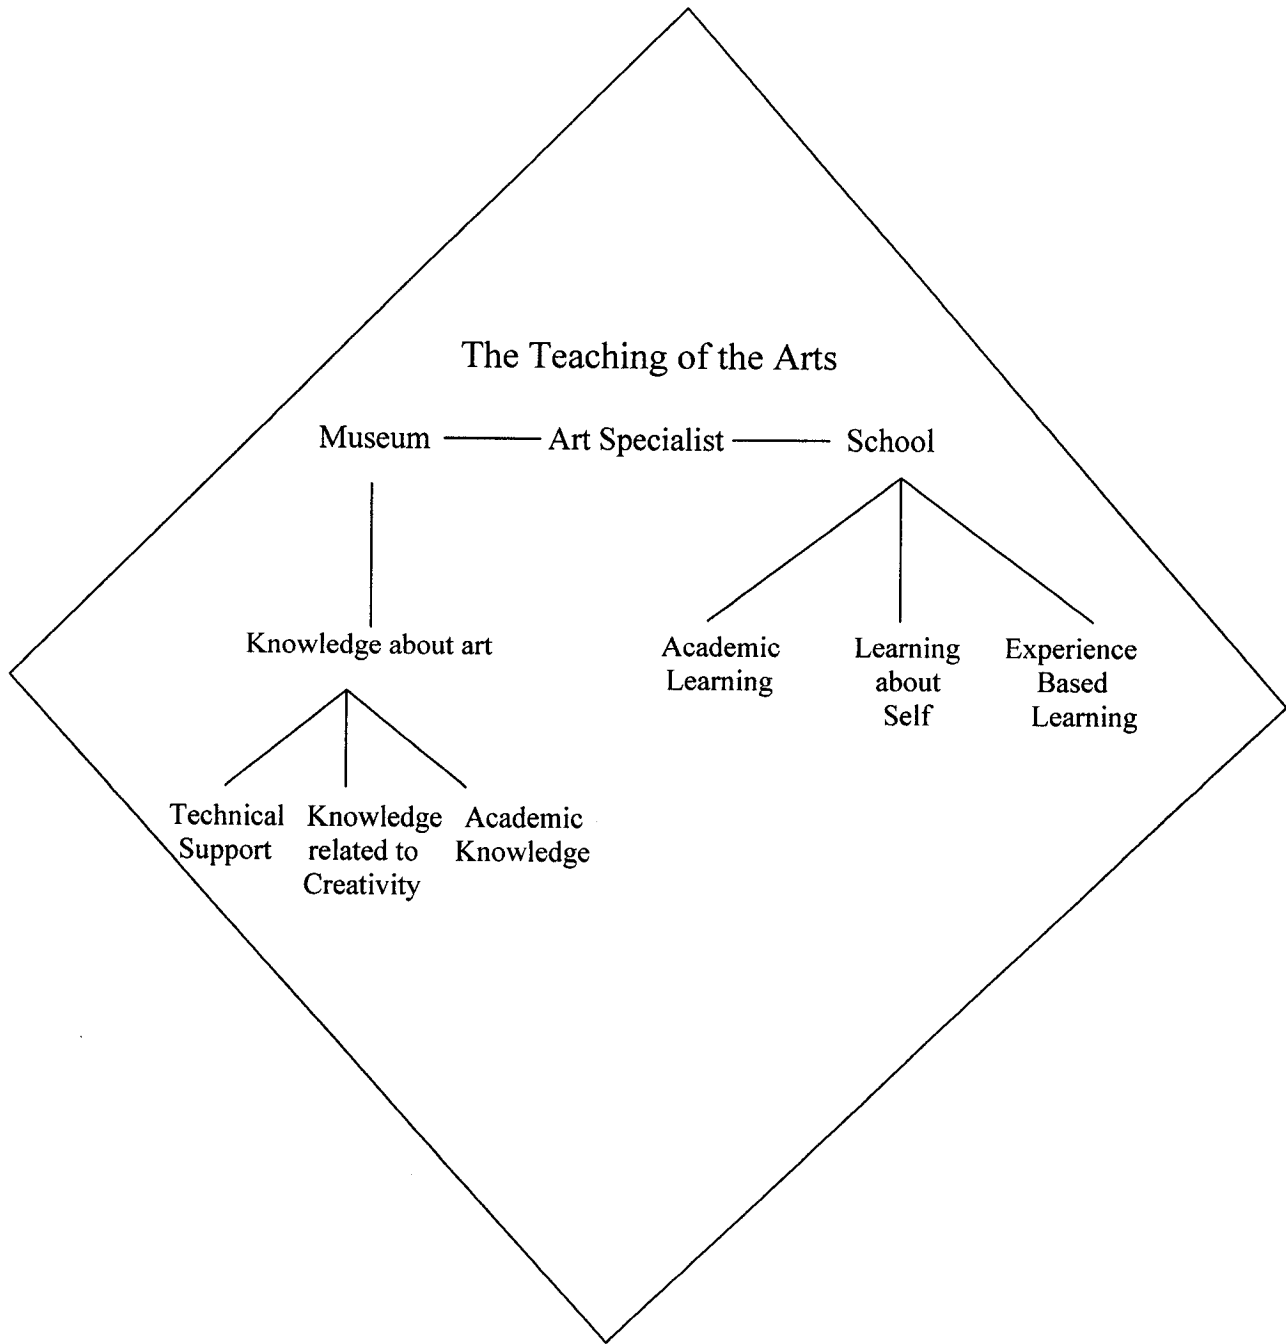 The Teaching of the Arts
Museum Art Specialist School
Knowledge about art
Academic
Learning
Learning
about
Self
Experience
Based
Learning
Technical
Support
Knowledge
related to
Creativity
Academic
Knowledge